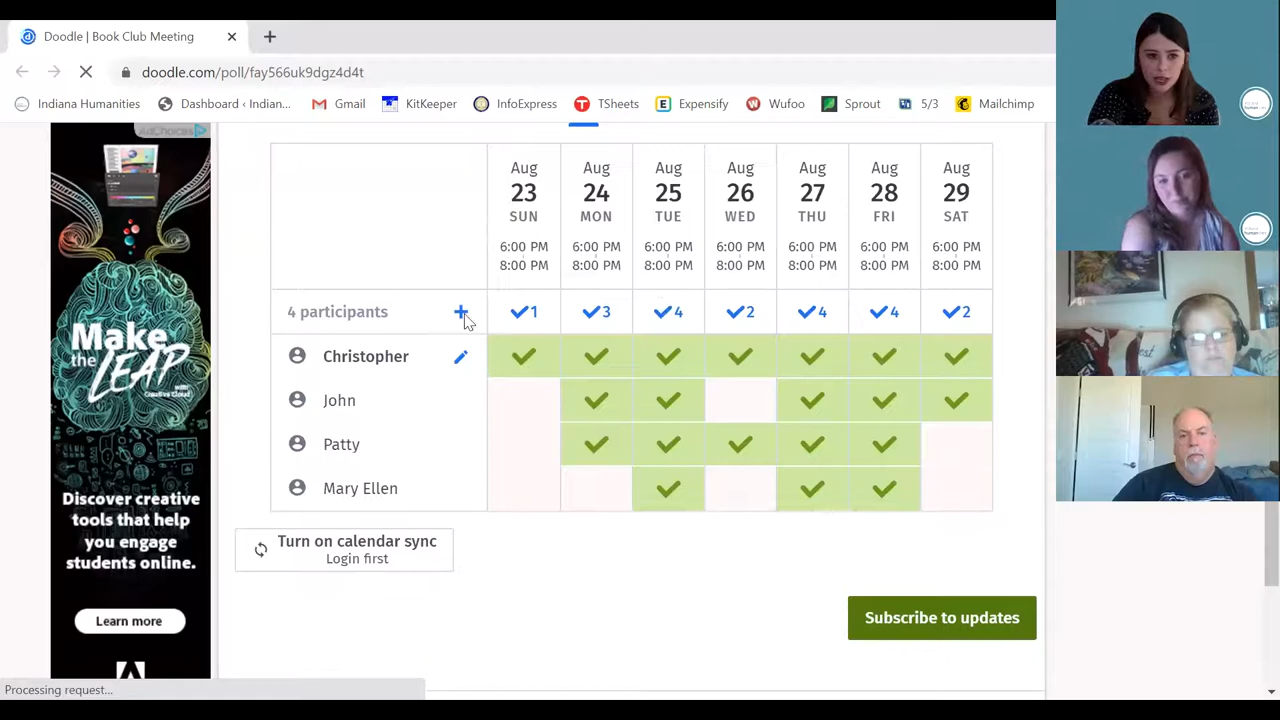 Doodle | Book Club Meeting
doodle.com/poll/fay566uk9dgz4d4t
Indiana Humanities Dashboard ‹ Indian... Gmail KitKeeper InfoExpress TSheets Expensify Wufoo Sprout 5/3 Mailchimp
AdChoices
Make
the LEAP
with
Creative Cloud
Discover creative
tools that help
you engage
students online.
Learn more
Aug Aug Aug Aug Aug Aug Aug
23 24 25 26 27 28 29
SUN MON TUE WED THU FRI SAT
6:00 PM 6:00 PM 6:00 PM 6:00 PM 6:00 PM 6:00 PM 6:00 PM
8:00 PM 8:00 PM 8:00 PM 8:00 PM 8:00 PM 8:00 PM 8:00 PM
4 participants 1 3 4 2 4 4 2
Christopher
John
Patty
Mary Ellen
Turn on calendar sync
Login first
Subscribe to updates
Processing request...